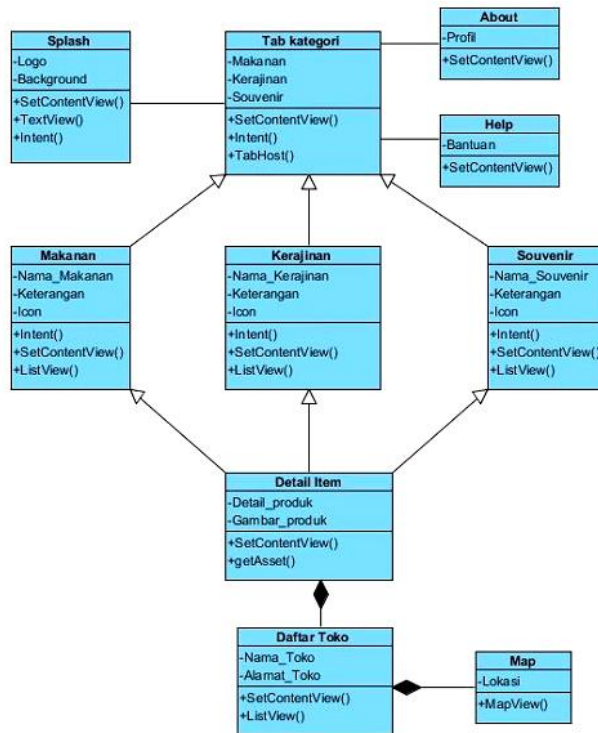 Splash
-Logo
-Background
+SetContentView()
+TextView()
+Intent()
Tab kategori
-Makanan
-Kerajinan
-Souvenir
+SetContentView()
+Intent()
+TabHost()
About
-Profil
+SetContentView()
Help
-Bantuan
+SetContentView()
Makanan
-Nama_Makanan
-Keterangan
-Icon
+Intent()
+SetContentView()
+ListView()
Kerajinan
-Nama_Kerajinan
-Keterangan
-Icon
+Intent()
+SetContentView()
+ListView()
Souvenir
-Nama_Souvenir
-Keterangan
-Icon
+Intent()
+SetContentView()
+ListView()
Detail Item
-Detail_produk
-Gambar_produk
+SetContentView()
+getAsset()
Daftar Toko
-Nama_Toko
-Alamat_Toko
+SetContentView()
+ListView()
Map
-Lokasi
+MapView()